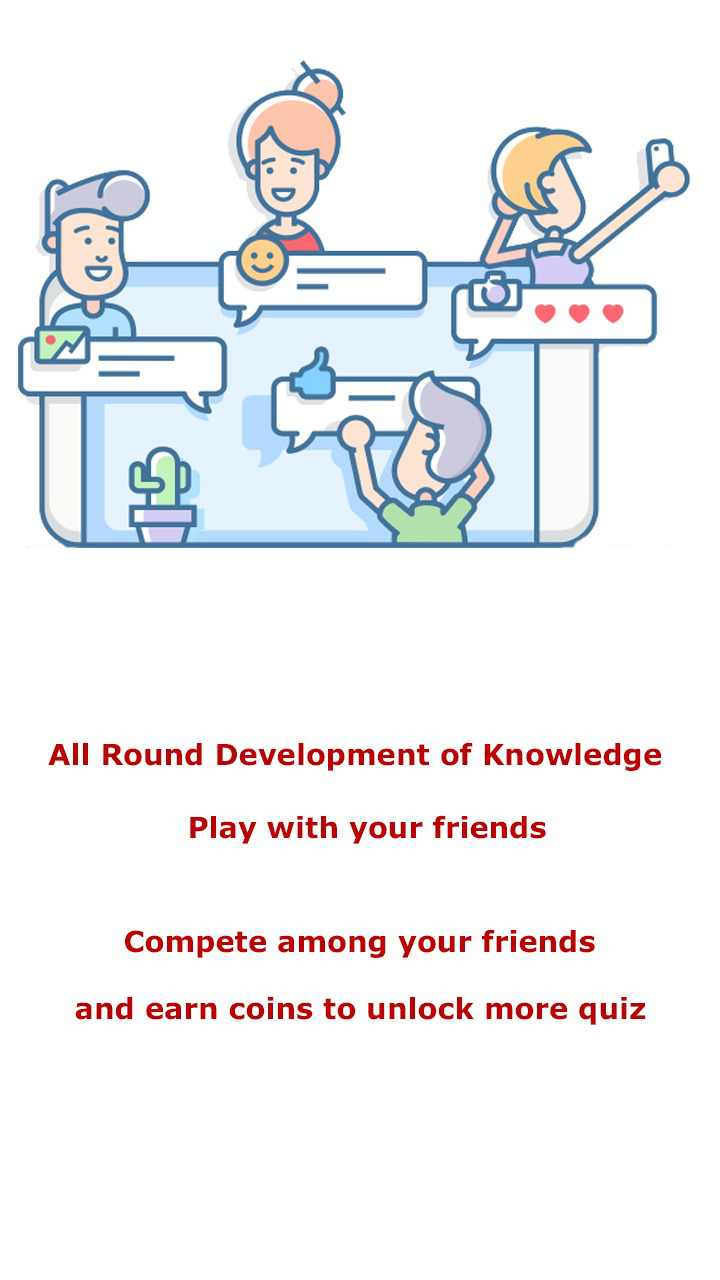 All Round Development of Knowledge
Play with your friends
Compete among your friends
and earn coins to unlock more quiz